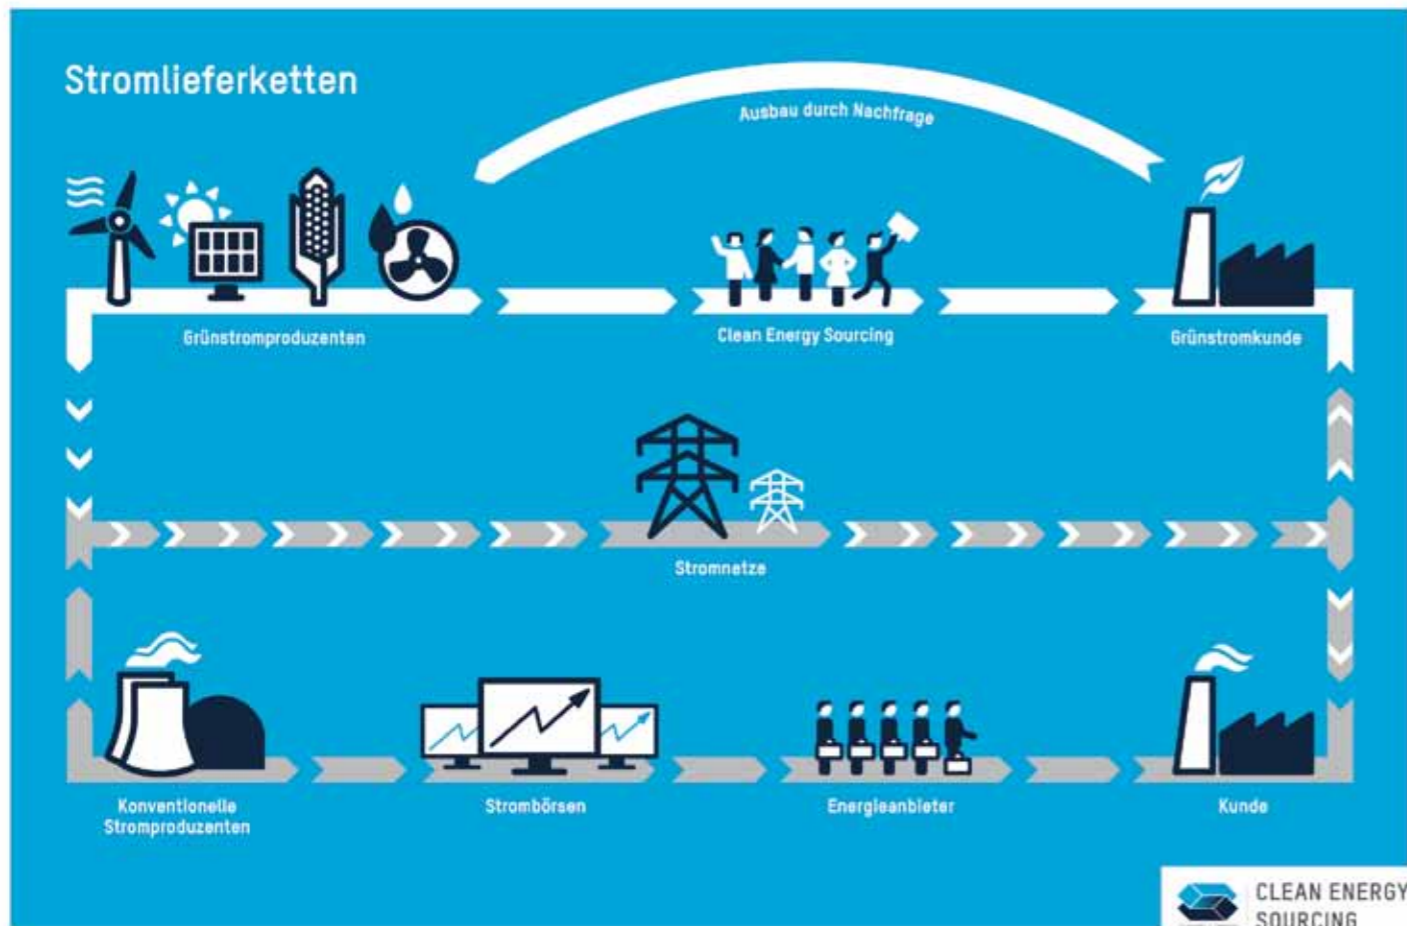 Stromlieferketten
Ausbau durch Nachfrage
Grünstromproduzenten
Clean Energy Sourcing
Grünstromkunde
Stromnetze
Konventionelle
Stromproduzenten
Strombörsen
Energieanbieter
Kunde
CLEAN ENERGY
SOURCING